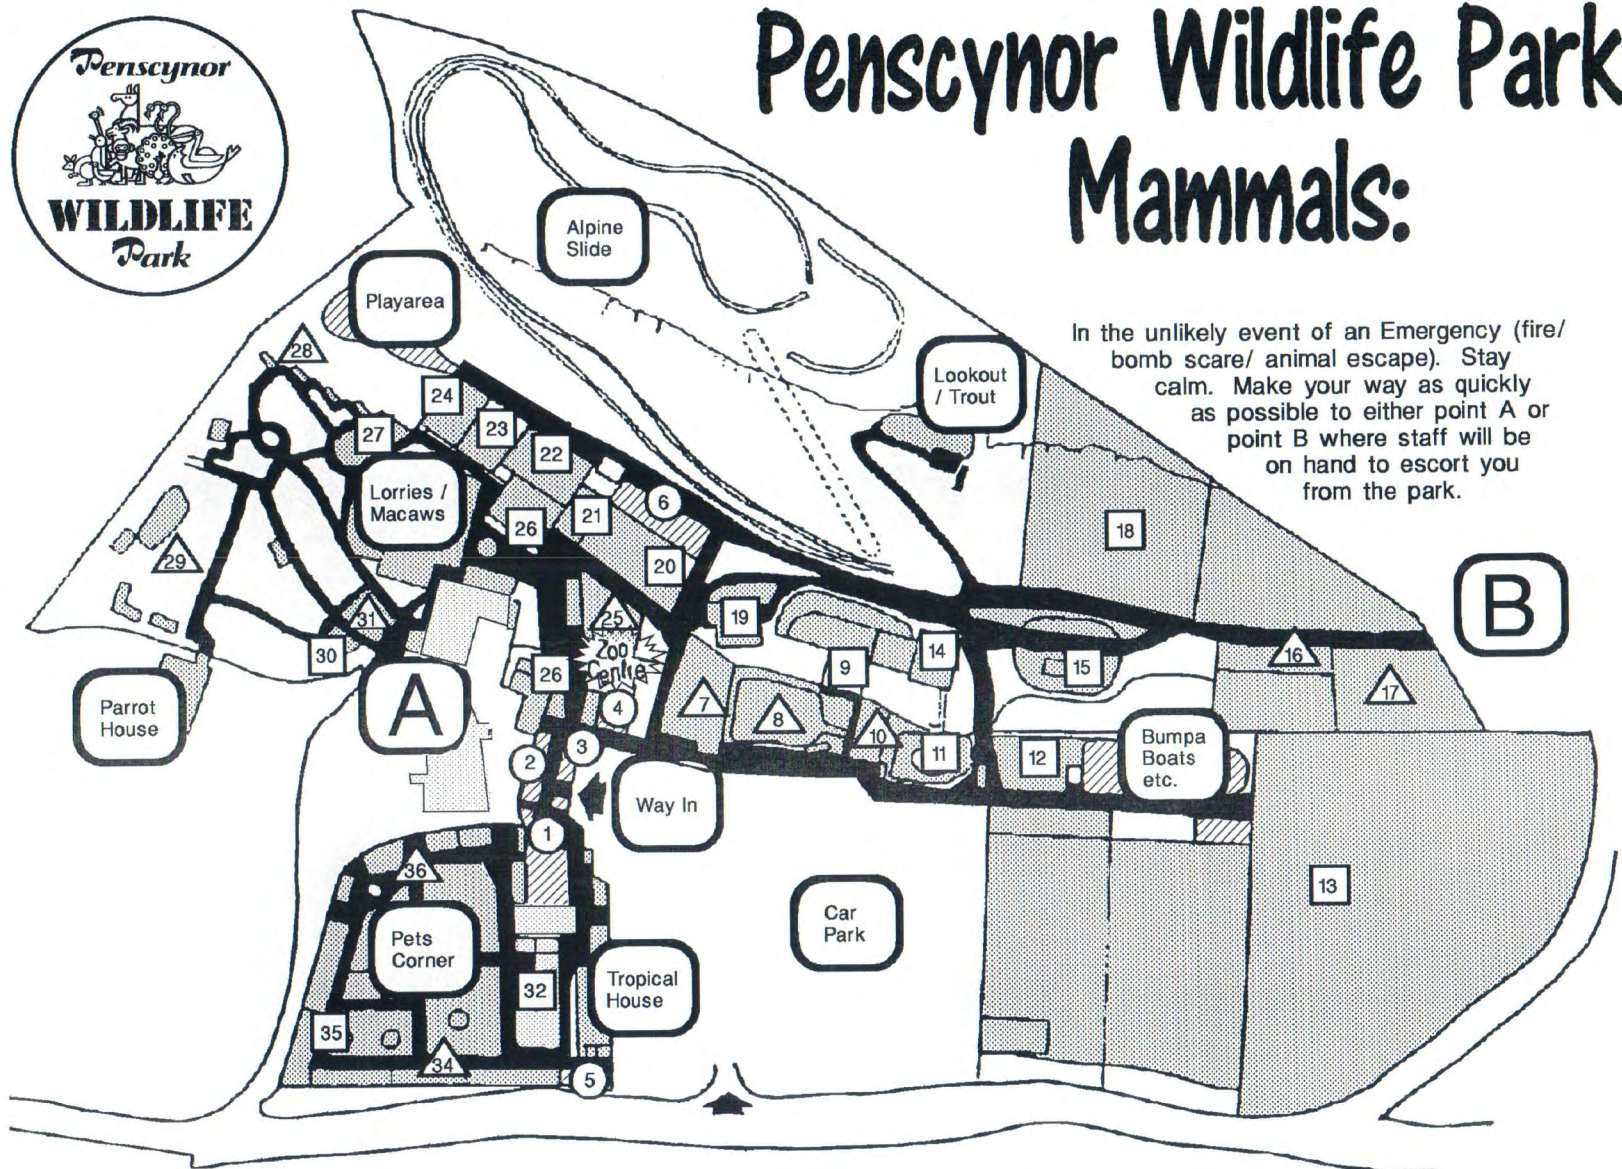 Penscynor
WILDLIFE
Park
Penscynor Wildlife Park
Mammals:
In the unlikely event of an Emergency (fire/
bomb scare/ animal escape). Stay
calm. Make your way as quickly
as possible to either point A or
point B where staff will be
on hand to escort you
from the park.
Alpine
Slide
Playarea
Lookout
/ Trout
28
24
23
27
22
Lorries /
Macaws
6
21
26
18
29
20
B
31
25
19
30
Zoo
Centre
14
16
26
9
15
17
Parrot
House
A
7
4
8
10
3
11
12
Bumpa
Boats
etc.
2
Way In
1
36
13
Car
Park
Pets
Corner
32
Tropical
House
35
34
5